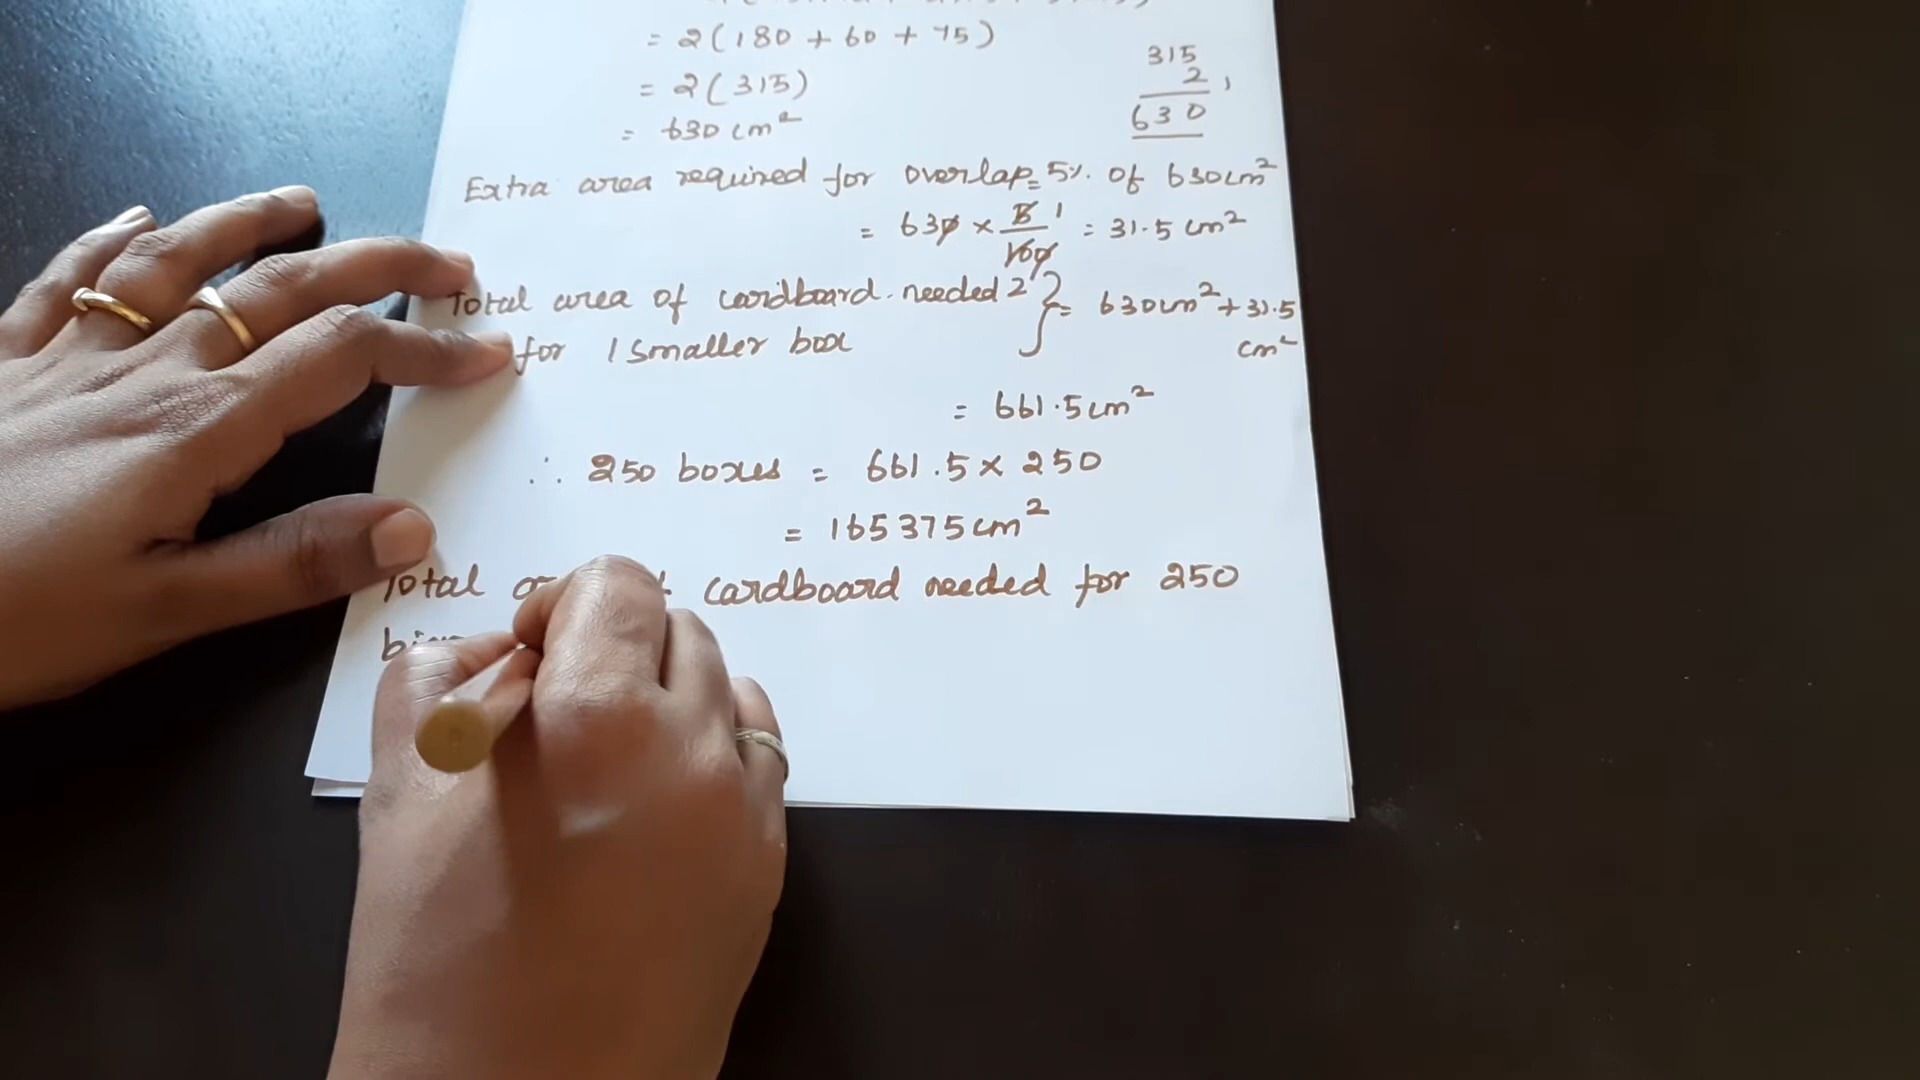 = 2(180 + 60 + 75)
= 2(315)
= 630 cm²
315
2
630
Extra area required for overlap = 5% of 630cm²
= 630 × 5/100 1 = 31.5 cm²
Total area of cardboard needed
for 1 smaller box } = 630cm² + 31.5
cm²
= 661.5cm²
∴ 250 boxes = 661.5 × 250
= 165375cm²
Total cardboard needed for 250